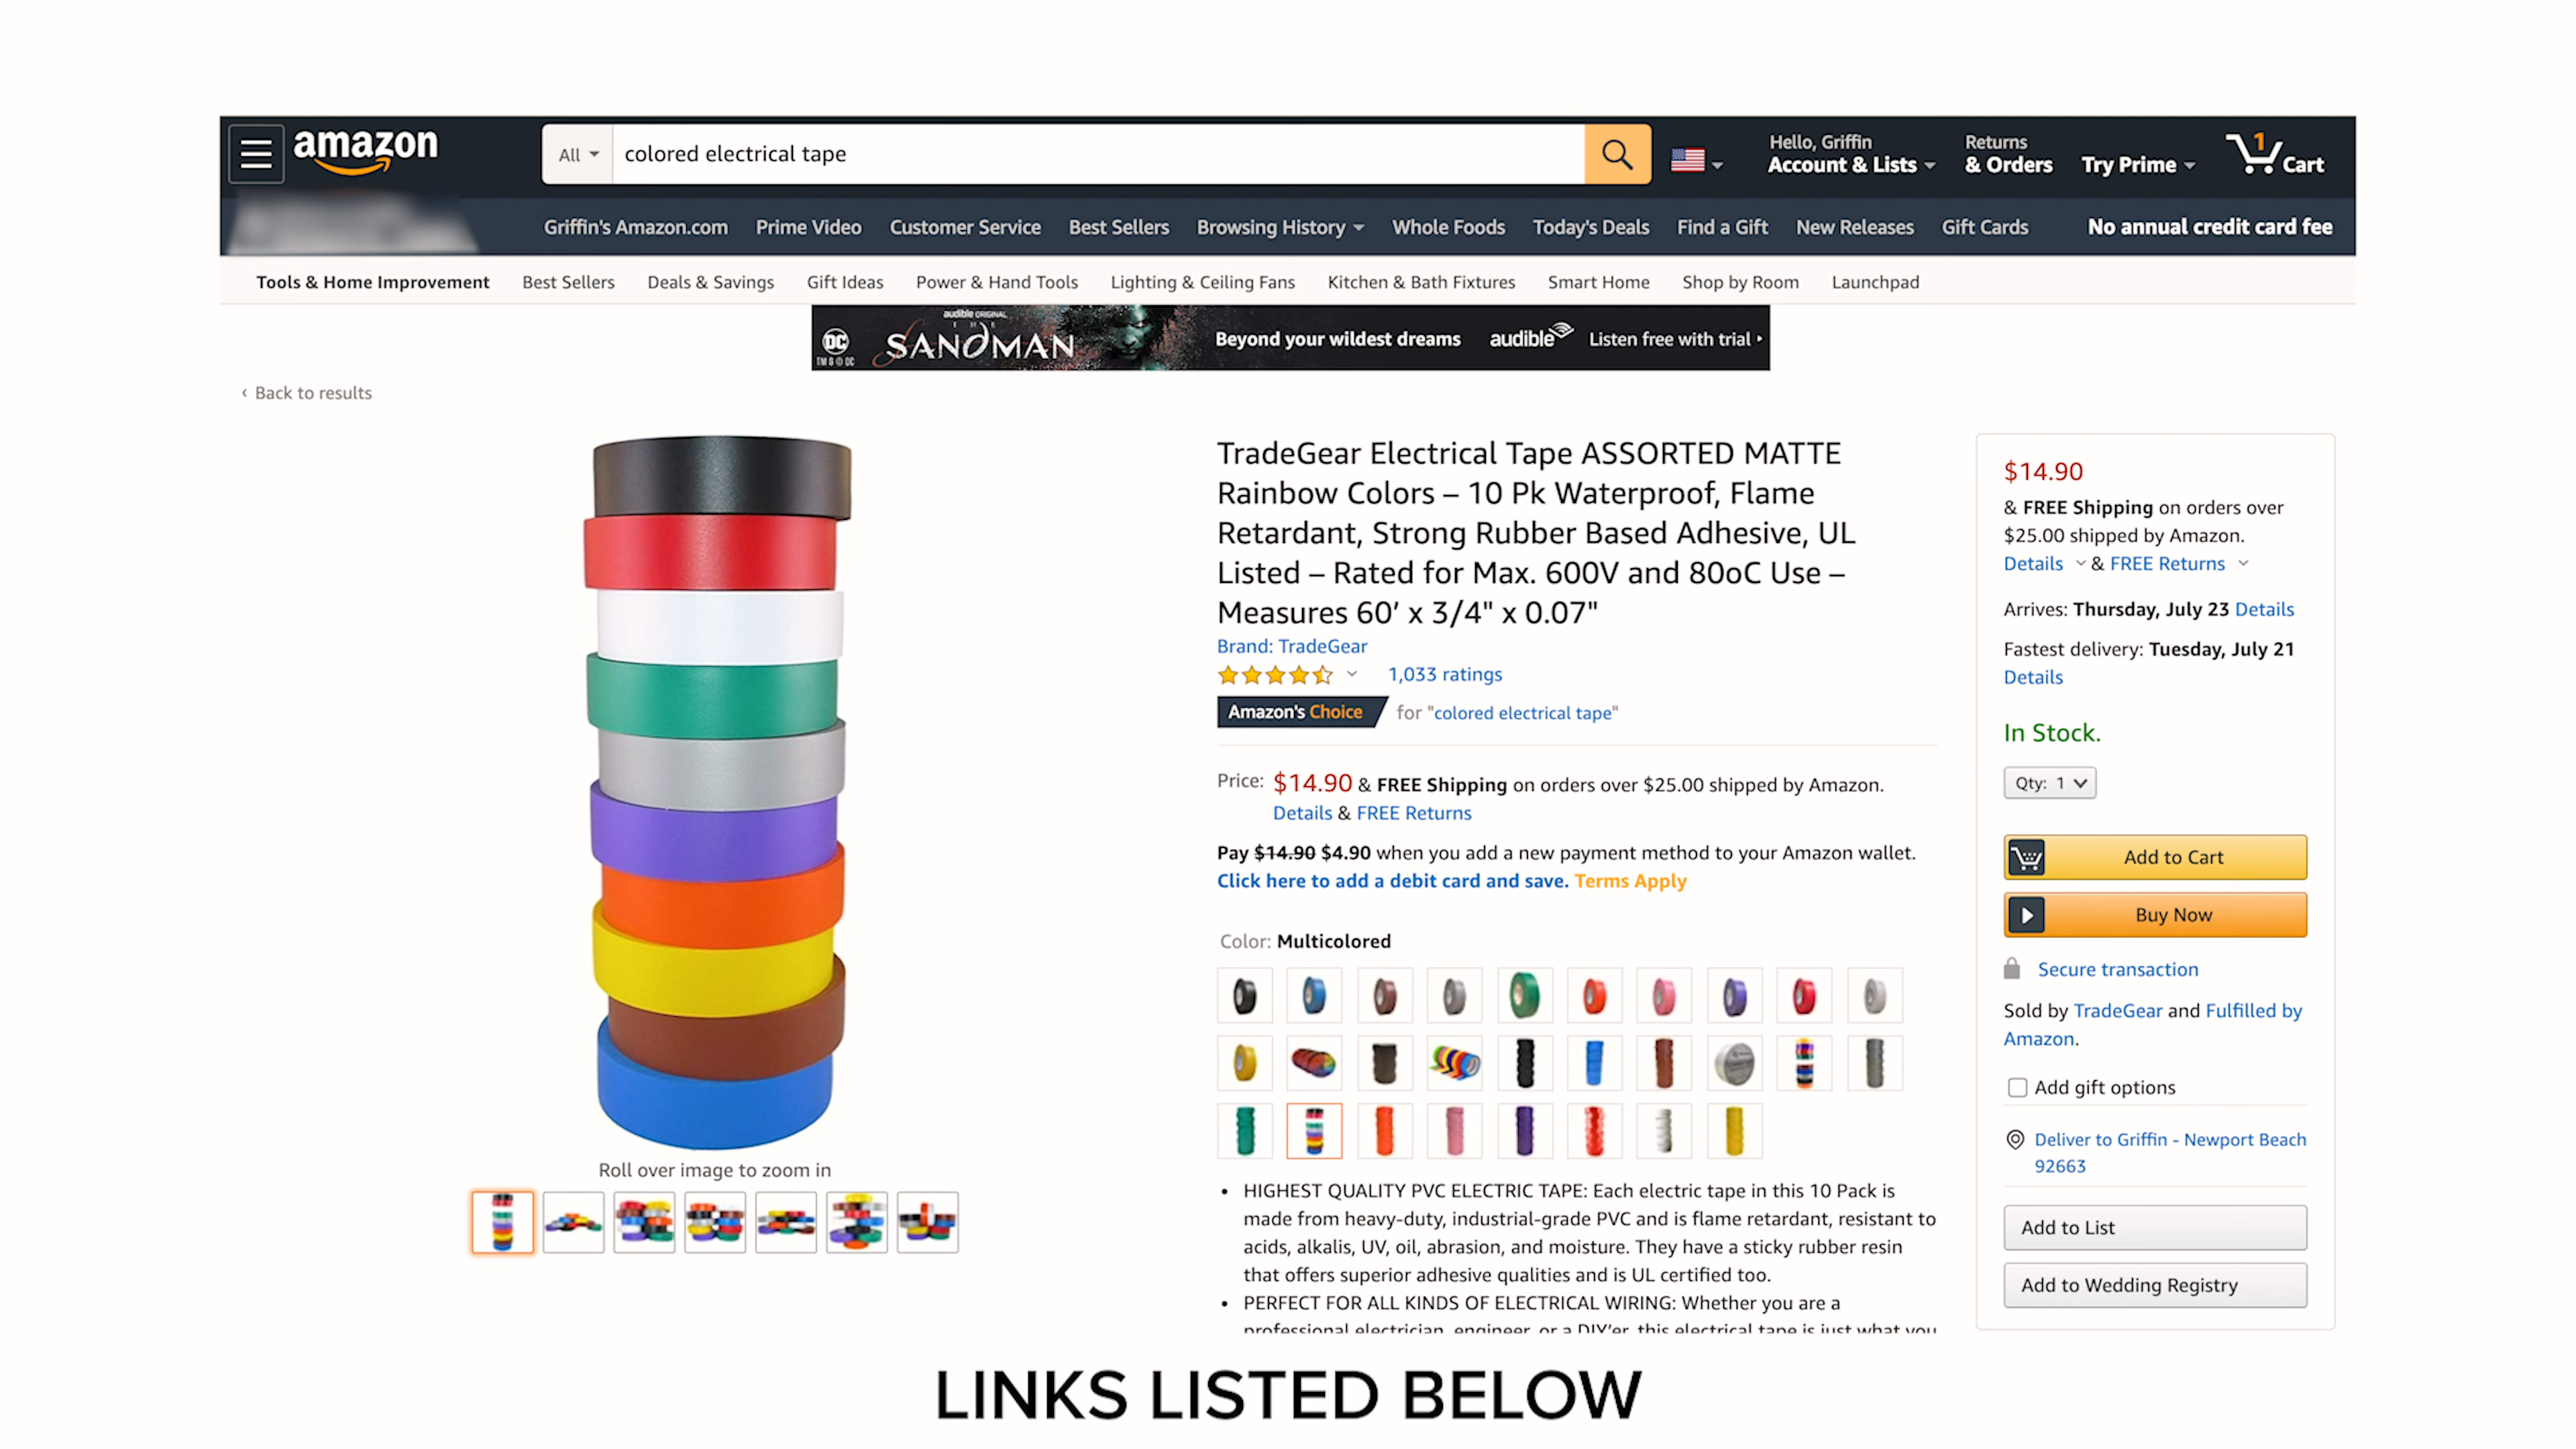 amazon
All
colored electrical tape
Hello, Griffin
Account & Lists
Returns
& Orders
Try Prime
1
Cart
Griffin's Amazon.com
Prime Video
Customer Service
Best Sellers
Browsing History
Whole Foods
Today's Deals
Find a Gift
New Releases
Gift Cards
No annual credit card fee
Tools & Home Improvement
Best Sellers
Deals & Savings
Gift Ideas
Power & Hand Tools
Lighting & Ceiling Fans
Kitchen & Bath Fixtures
Smart Home
Shop by Room
Launchpad
DC
TM & © DC
audible ORIGINAL
THE
SANDMAN
Beyond your wildest dreams
audible
Listen free with trial ▸
‹ Back to results
Roll over image to zoom in
TradeGear Electrical Tape ASSORTED MATTE
Rainbow Colors – 10 Pk Waterproof, Flame
Retardant, Strong Rubber Based Adhesive, UL
Listed – Rated for Max. 600V and 80oC Use –
Measures 60’ x 3/4" x 0.07"
Brand: TradeGear
1,033 ratings
Amazon's Choice for "colored electrical tape"
Price: $14.90 & FREE Shipping on orders over $25.00 shipped by Amazon.
Details & FREE Returns
Pay $14.90 $4.90 when you add a new payment method to your Amazon wallet.
Click here to add a debit card and save. Terms Apply
Color: Multicolored
• HIGHEST QUALITY PVC ELECTRIC TAPE: Each electric tape in this 10 Pack is
made from heavy-duty, industrial-grade PVC and is flame retardant, resistant to
acids, alkalis, UV, oil, abrasion, and moisture. They have a sticky rubber resin
that offers superior adhesive qualities and is UL certified too.
• PERFECT FOR ALL KINDS OF ELECTRICAL WIRING: Whether you are a
professional electrician, engineer, or a DIY'er, this electrical tape is just what you
$14.90
& FREE Shipping on orders over
$25.00 shipped by Amazon.
Details & FREE Returns
Arrives: Thursday, July 23 Details
Fastest delivery: Tuesday, July 21
Details
In Stock.
Qty: 1
Add to Cart
Buy Now
Secure transaction
Sold by TradeGear and Fulfilled by
Amazon.
Add gift options
Deliver to Griffin - Newport Beach
92663
Add to List
Add to Wedding Registry
LINKS LISTED BELOW